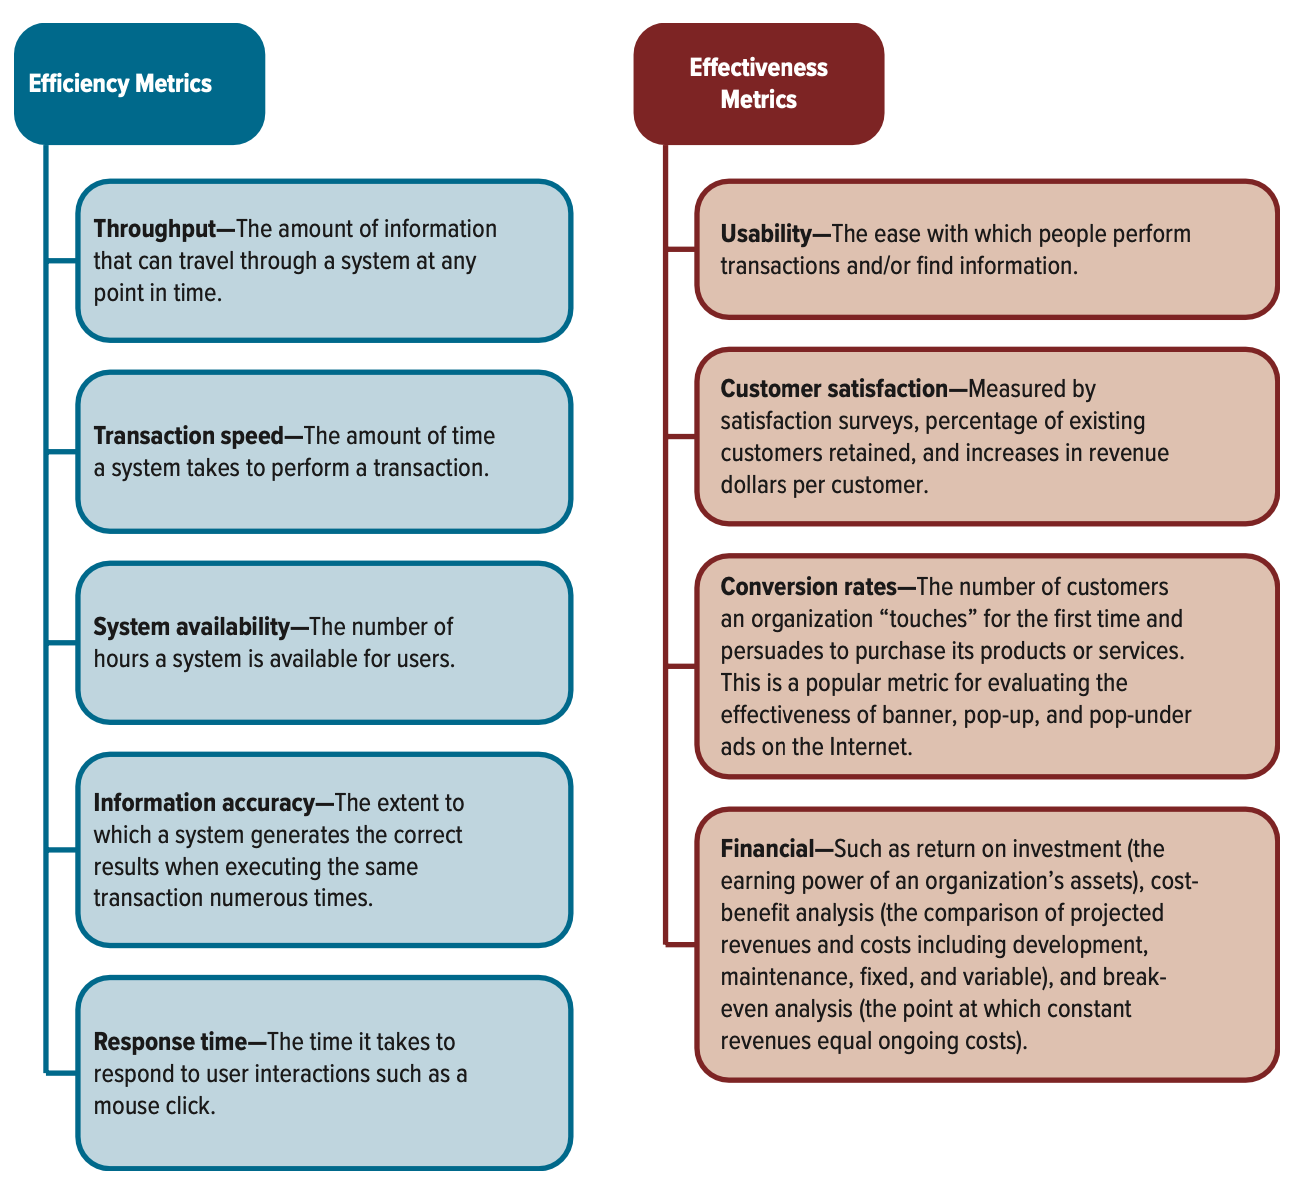 Efficiency Metrics
Throughput—The amount of information
that can travel through a system at any
point in time.
Transaction speed—The amount of time
a system takes to perform a transaction.
System availability—The number of
hours a system is available for users.
Information accuracy—The extent to
which a system generates the correct
results when executing the same
transaction numerous times.
Response time—The time it takes to
respond to user interactions such as a
mouse click.
Effectiveness
Metrics
Usability—The ease with which people perform
transactions and/or find information.
Customer satisfaction—Measured by
satisfaction surveys, percentage of existing
customers retained, and increases in revenue
dollars per customer.
Conversion rates—The number of customers
an organization “touches” for the first time and
persuades to purchase its products or services.
This is a popular metric for evaluating the
effectiveness of banner, pop-up, and pop-under
ads on the Internet.
Financial—Such as return on investment (the
earning power of an organization’s assets), cost-
benefit analysis (the comparison of projected
revenues and costs including development,
maintenance, fixed, and variable), and break-
even analysis (the point at which constant
revenues equal ongoing costs).